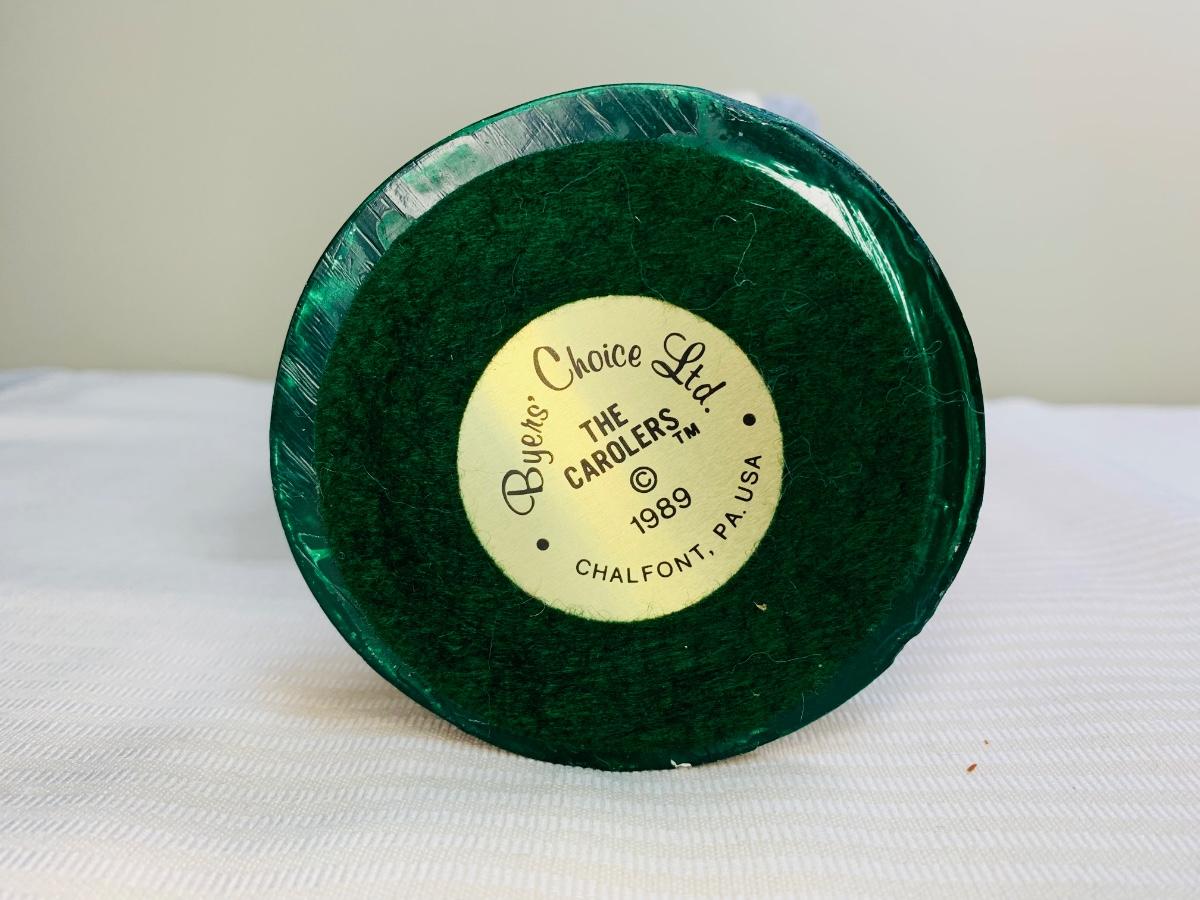 Byers' Choice Ltd.
THE
CAROLERS™
©
1989
CHALFONT, PA. USA